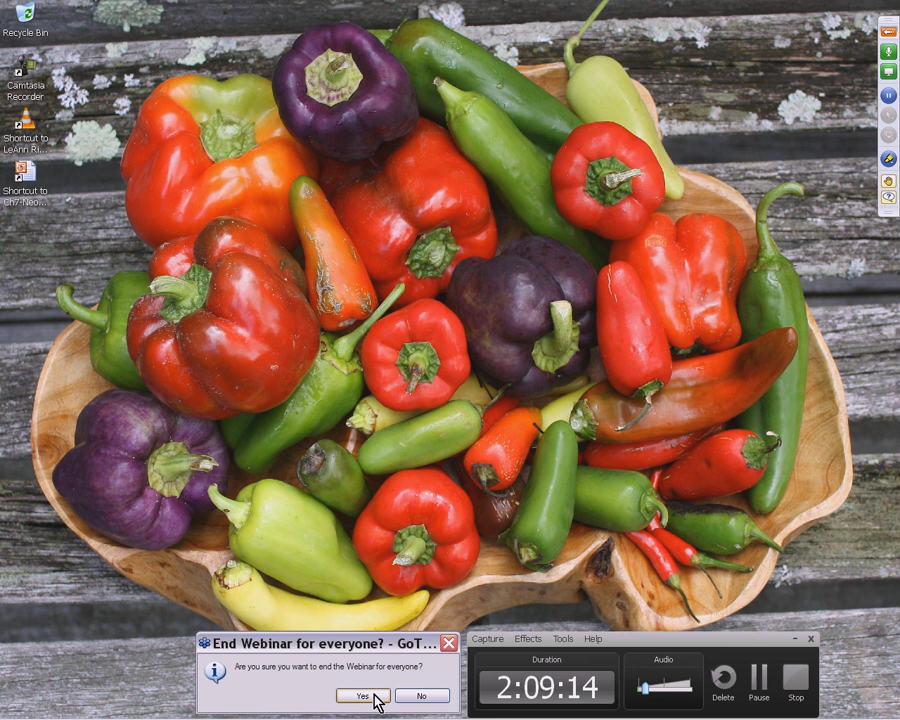 Recycle Bin
Camtasia
Recorder
Shortcut to
LeAnn Ri...
Shortcut to
Ch7-Neo...
End Webinar for everyone? - GoT...
Are you sure you want to end the Webinar for everyone?
Yes
No
Capture Effects Tools Help
Duration
2:09:14
Audio
Delete
Pause
Stop